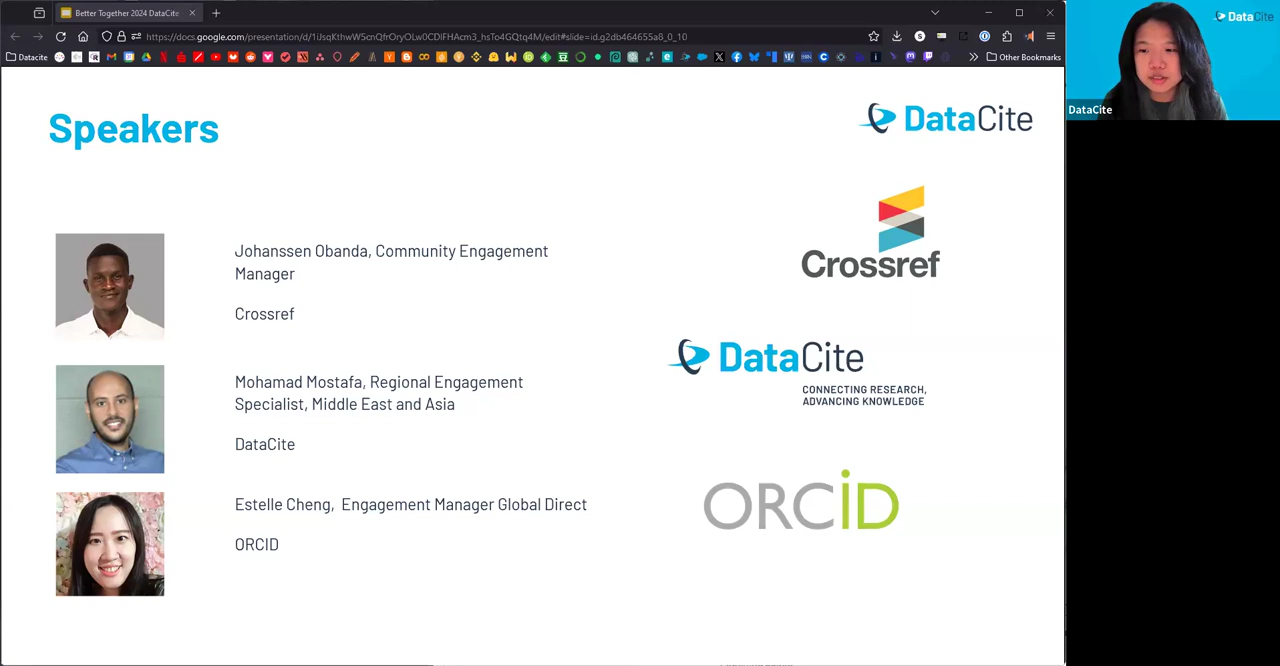 Better Together 2024 DataCite
https://docs.google.com/presentation/d/1iJsqKthwW5cnQfrOryOLw0CDlFHAcm3_hsTo4GQtq4M/edit#slide=id.g2db464655a8_0_10
Datacite
Other Bookmarks
DataCite
DataCite
Speakers
DataCite
Crossref
Johanssen Obanda, Community Engagement
Manager
Crossref
DataCite
CONNECTING RESEARCH,
ADVANCING KNOWLEDGE
Mohamad Mostafa, Regional Engagement
Specialist, Middle East and Asia
DataCite
ORCID
Estelle Cheng, Engagement Manager Global Direct
ORCID